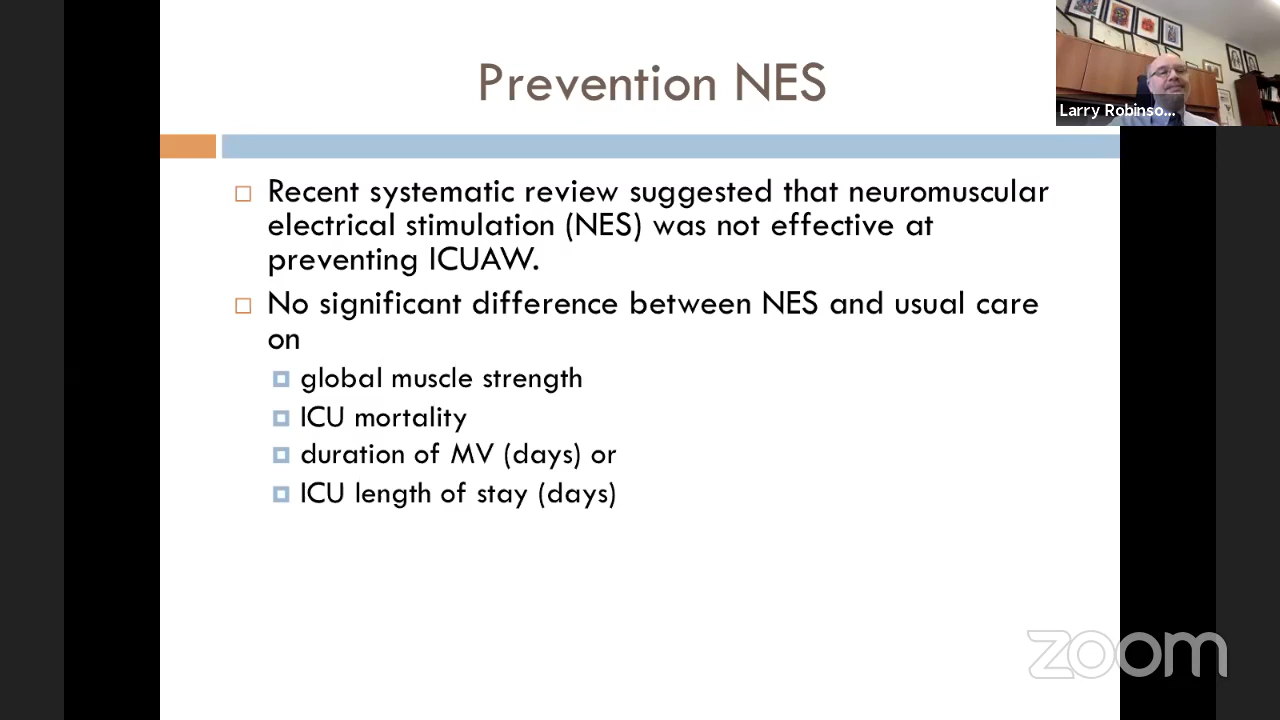 Prevention NES
Larry Robinso...
Recent systematic review suggested that neuromuscular
electrical stimulation (NES) was not effective at
preventing ICUAW.
No significant difference between NES and usual care
on
global muscle strength
ICU mortality
duration of MV (days) or
ICU length of stay (days)
zoom